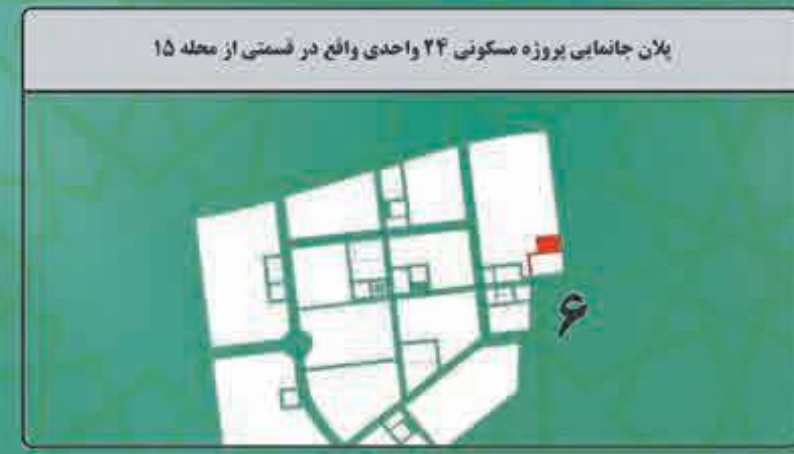 پلان جانمایی پروژه مسکونی ۲۴ واحدی واقع در قسمتی از محله ۱۵
۶